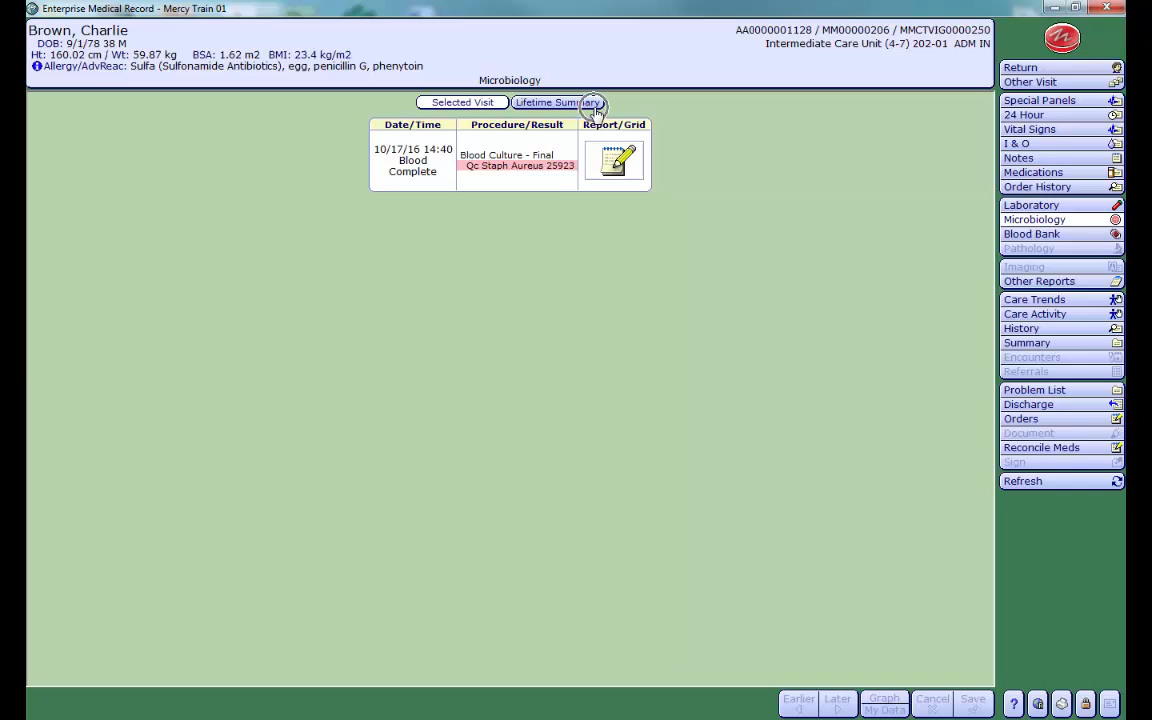 Enterprise Medical Record - Mercy Train 01
Brown, Charlie
DOB: 9/1/78 38 M
Ht: 160.02 cm / Wt: 59.87 kg BSA: 1.62 m2 BMI: 23.4 kg/m2
Allergy/AdvReac: Sulfa (Sulfonamide Antibiotics), egg, penicillin G, phenytoin
AA0000001128 / MM00000206 / MMCTVIG0000250
Intermediate Care Unit (4-7) 202-01 ADM IN
Microbiology
Selected Visit Lifetime Summary
Date/Time Procedure/Result Report/Grid
10/17/16 14:40
Blood
Complete
Blood Culture - Final
Qc Staph Aureus 25923
Return
Other Visit
Special Panels
24 Hour
Vital Signs
I & O
Notes
Medications
Order History
Laboratory
Microbiology
Blood Bank
Pathology
Imaging
Other Reports
Care Trends
Care Activity
History
Summary
Encounters
Referrals
Problem List
Discharge
Orders
Document
Reconcile Meds
Sign
Refresh
Earlier Later Graph My Data Cancel Save
?